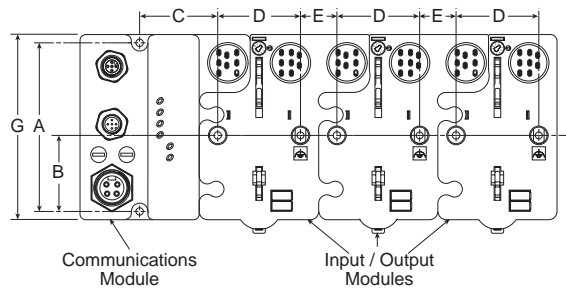 C D E D E D
G
A
B
Communications
Module
Input / Output
Modules